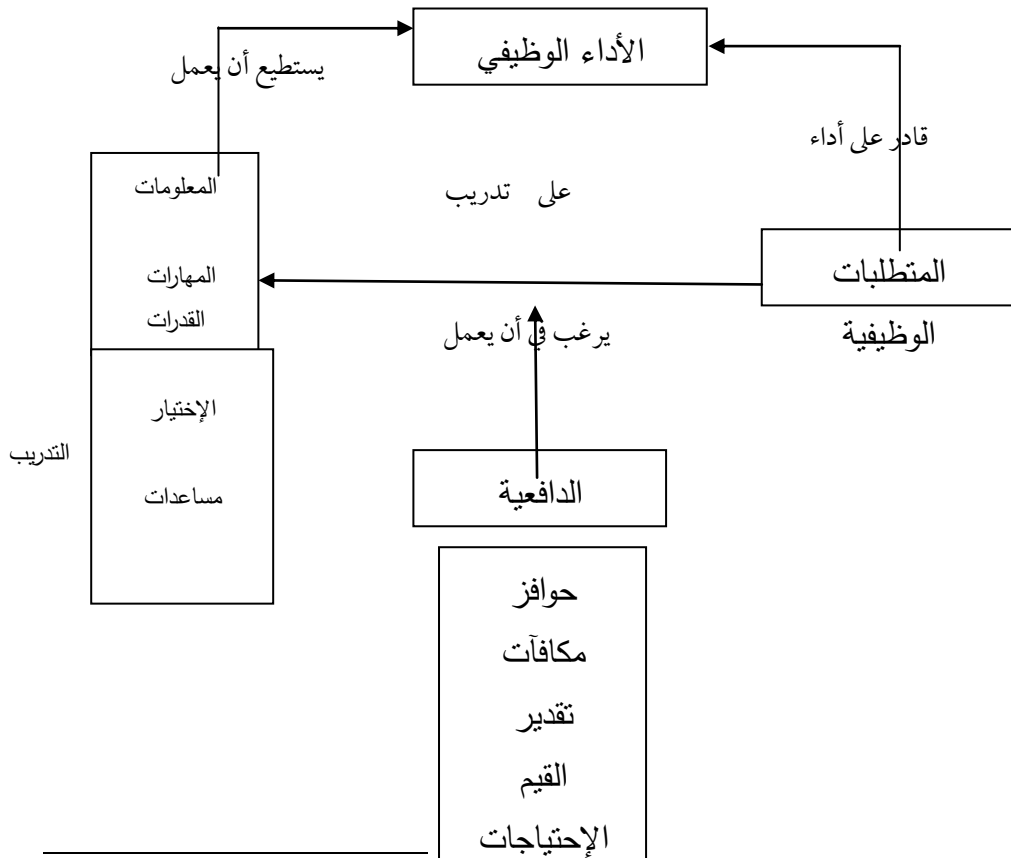 الأداء الوظيفي
يستطيع أن يعمل
قادر على أداء
المعلومات
على تدريب
المتطلبات
الوظيفية
المهارات
القدرات
يرغب في أن يعمل
الإختيار
التدريب
مساعدات
الدافعية
حوافز
مكافآت
تقدير
القيم
الإحتياجات